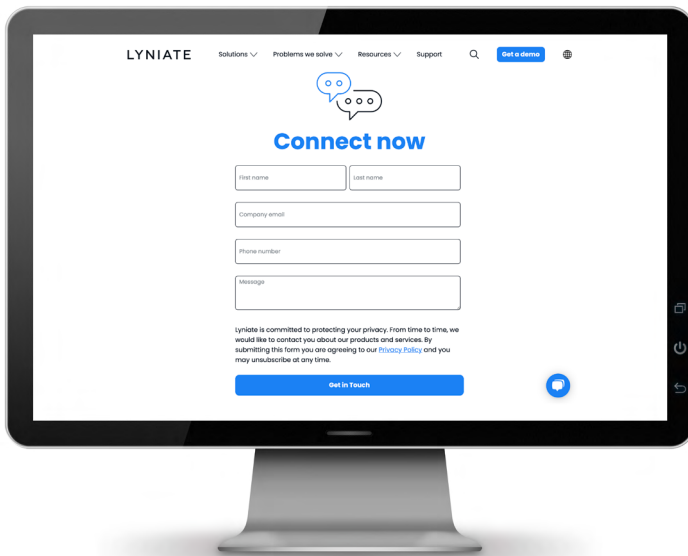 LYNIATE Solutions Problems we solve Resources Support Get a demo
Connect now
First name Last name
Company email
Phone number
Message
Lyniate is committed to protecting your privacy. From time to time, we
would like to contact you about our products and services. By
submitting this form you are agreeing to our Privacy Policy and you
may unsubscribe at any time.
Get in Touch